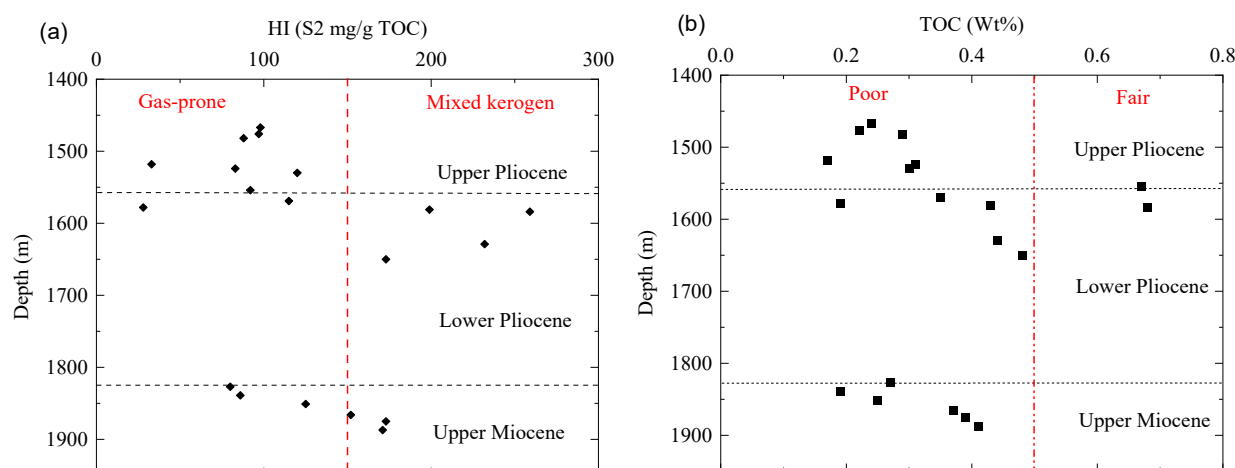 (a)
HI (S2 mg/g TOC)
0 100 200 300
1400
1500
1600
1700
1800
1900
Depth (m)
Gas-prone
Mixed kerogen
Upper Pliocene
Lower Pliocene
Upper Miocene
(b)
TOC (Wt%)
0.0 0.2 0.4 0.6 0.8
1400
1500
1600
1700
1800
1900
Depth (m)
Poor
Fair
Upper Pliocene
Lower Pliocene
Upper Miocene